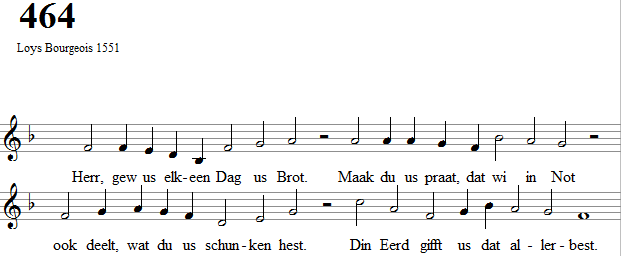 464
Loys Bourgeois 1551
Herr, gew us elk-een Dag us Brot. Maak du us praat, dat wi in Not
ook deelt, wat du us schun-ken hest. Din Eerd gifft us dat al-ler-best.